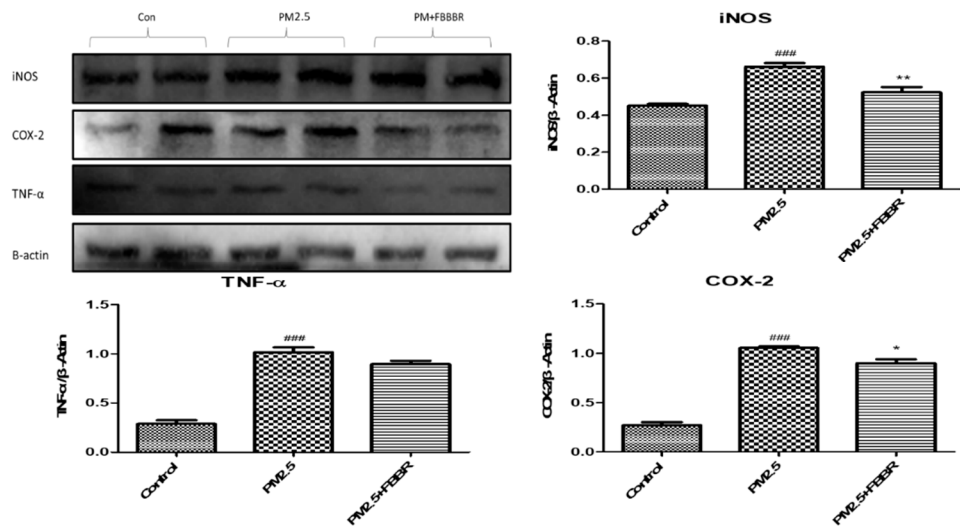 Con PM2.5 PM+FBBBR
iNOS
COX-2
TNF-α
B-actin
iNOS
iNOS/β-Actin
0.8
0.6
0.4
0.2
0.0
###
**
Control
PM2.5
PM2.5+FBBR
TNF-α
TNF-α/β-Actin
1.5
1.0
0.5
0.0
###
Control
PM2.5
PM2.5+FBBR
COX-2
COX-2/β-Actin
1.5
1.0
0.5
0.0
###
*
Control
PM2.5
PM2.5+FBBR